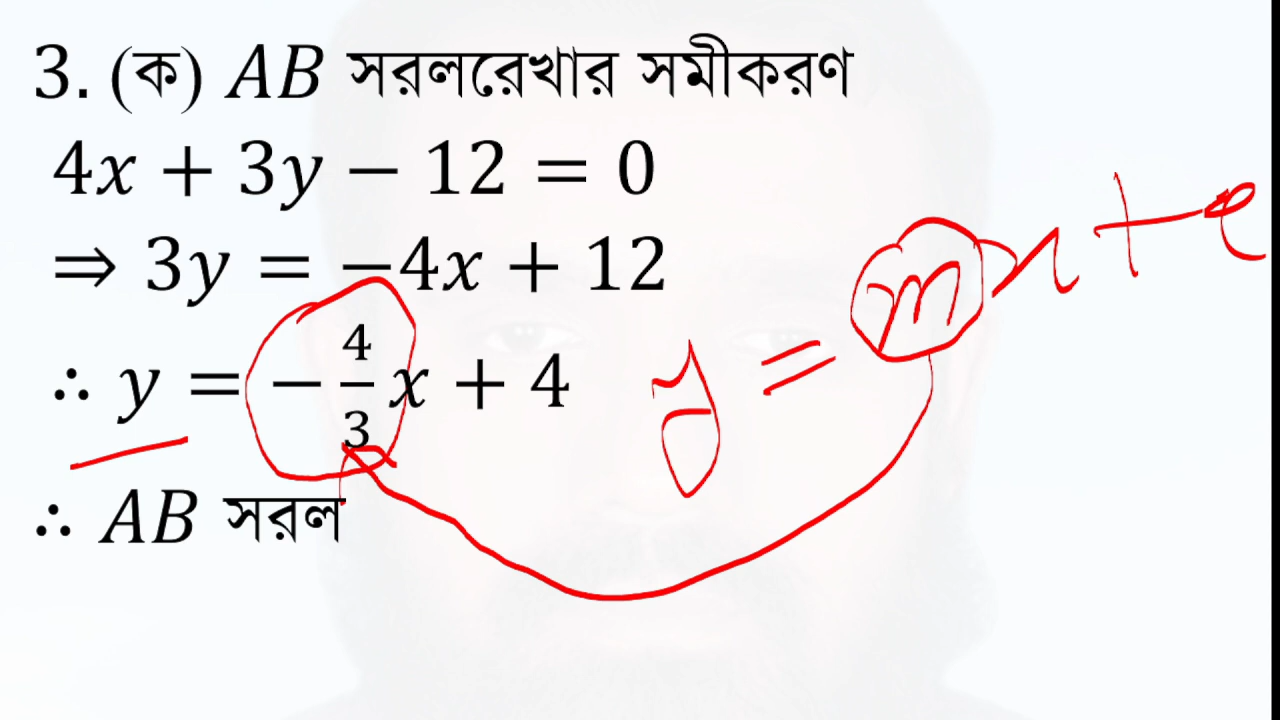 3. (ক) AB সরলরেখার সমীকরণ
4x + 3y − 12 = 0
⇒ 3y = −4x + 12
∴ y = −4/3 x + 4
y = mx + c
∴ AB সরল